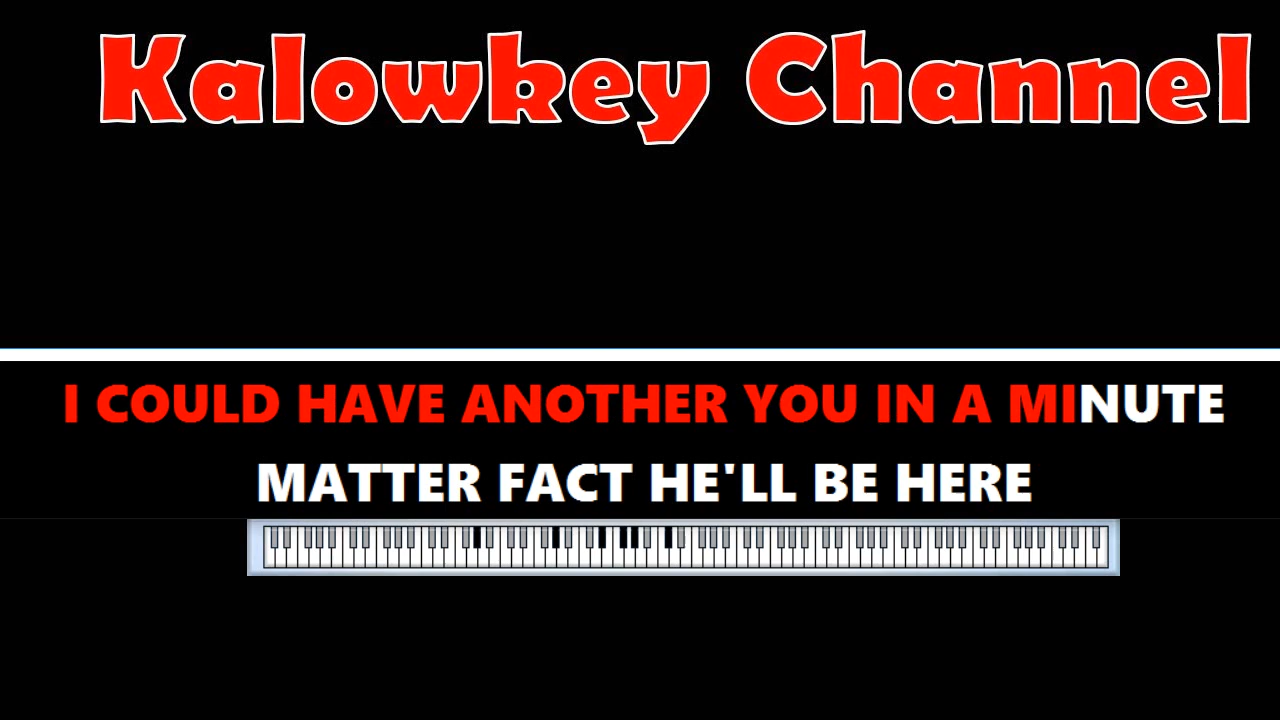 Kalowkey Channel
I COULD HAVE ANOTHER YOU IN A MINUTE
MATTER FACT HE'LL BE HERE